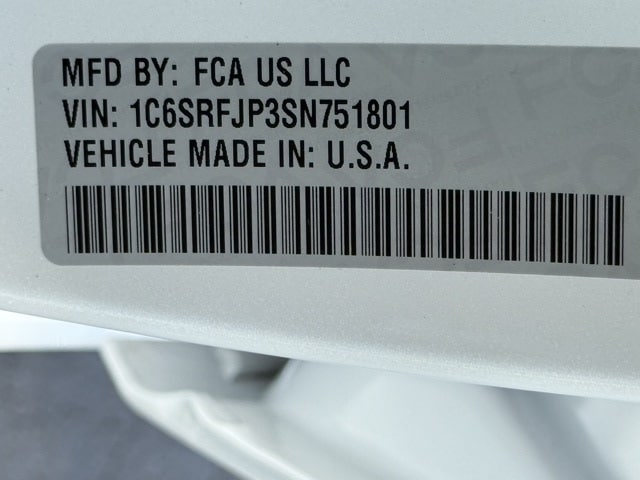 MFD BY: FCA US LLC
VIN: 1C6SRFJP3SN751801
VEHICLE MADE IN: U.S.A.